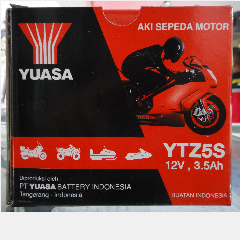 AKI SEPEDA MOTOR
YUASA
YTZ5S
12V , 3.5Ah
Diproduksi oleh :
PT YUASA BATTERY INDONESIA
Tangerang - Indonesia
BUATAN INDONESIA